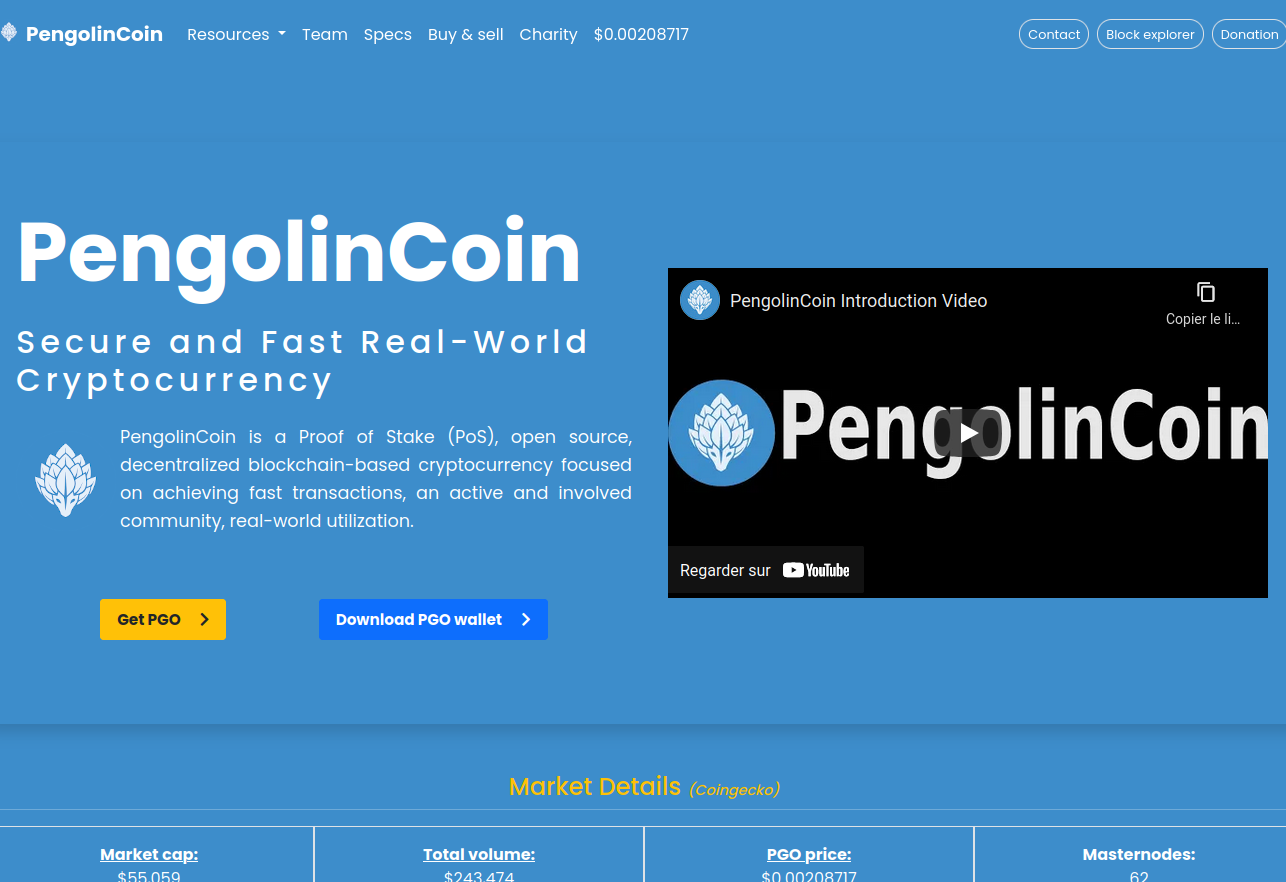 PengolinCoin Resources Team Specs Buy & sell Charity $0.00208717 Contact Block explorer Donation
PengolinCoin
Secure and Fast Real-World
Cryptocurrency
PengolinCoin is a Proof of Stake (PoS), open source,
decentralized blockchain-based cryptocurrency focused
on achieving fast transactions, an active and involved
community, real-world utilization.
Get PGO
Download PGO wallet
PengolinCoin Introduction Video
Copier le li…
PengolinCoin
Regarder sur YouTube
Market Details (Coingecko)
Market cap: Total volume: PGO price: Masternodes:
$55,059 $243,474 $0.00208717 62